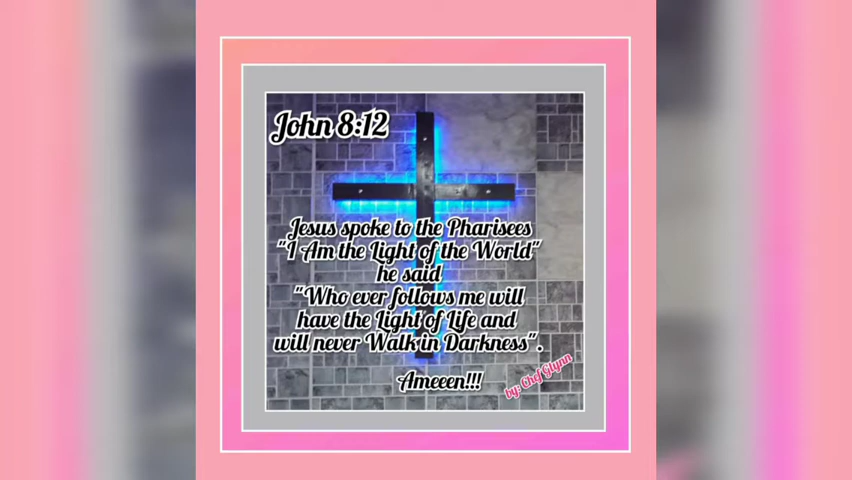 John 8:12
Jesus spoke to the Pharisees
"I Am the Light of the World"
he said
"Who ever follows me will
have the Light of Life and
will never Walk in Darkness".
Ameeen!!!
by: Chef Glynn